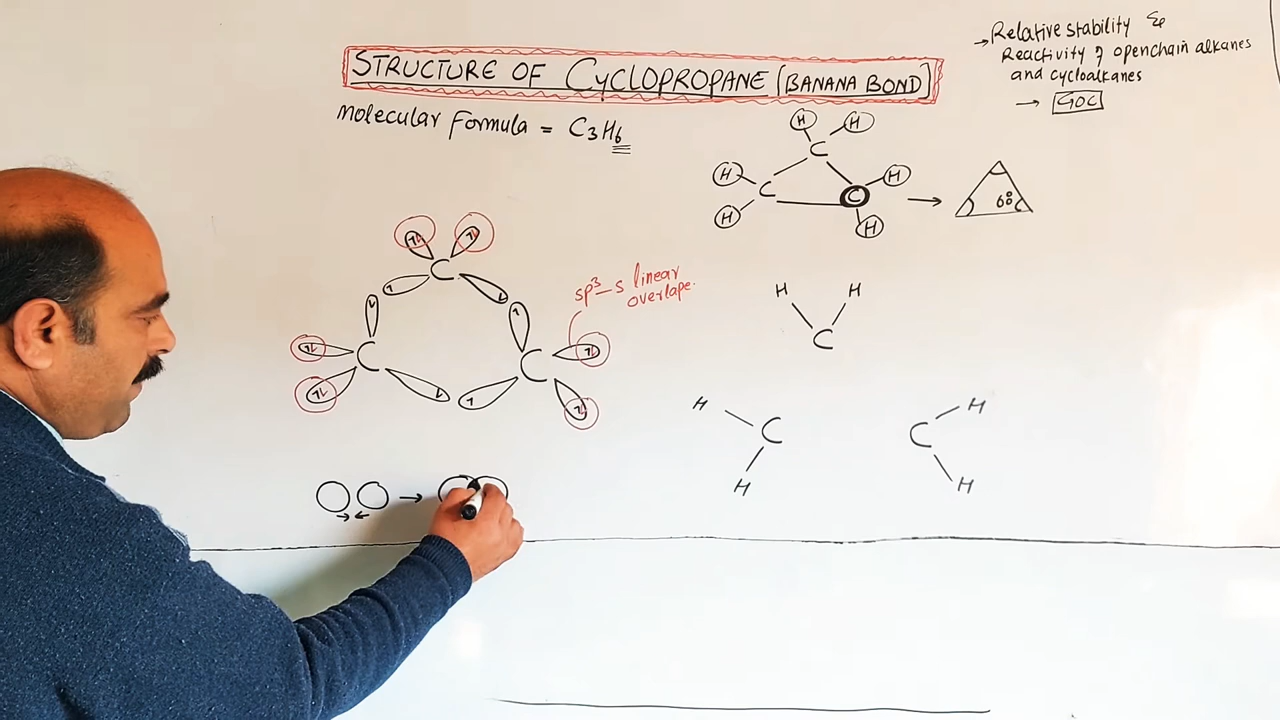 → Relative stability &
Reactivity of openchain alkanes
and cycloalkanes
→ GOC
STRUCTURE OF CYCLOPROPANE (BANANA BOND)
Molecular Formula = C3H6
H H
C
H C C H
H H
60°
C
C C
sp³-s linear
overlape.
H H
C
H C C H
H H